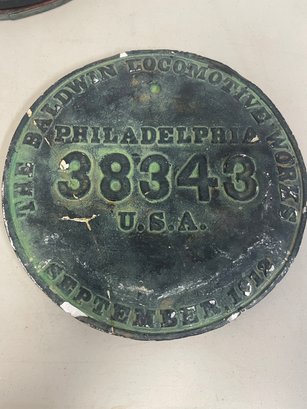 THE BALDWIN LOCOMOTIVE WORKS
PHILADELPHIA
38343
U.S.A.
SEPTEMBER, 1912